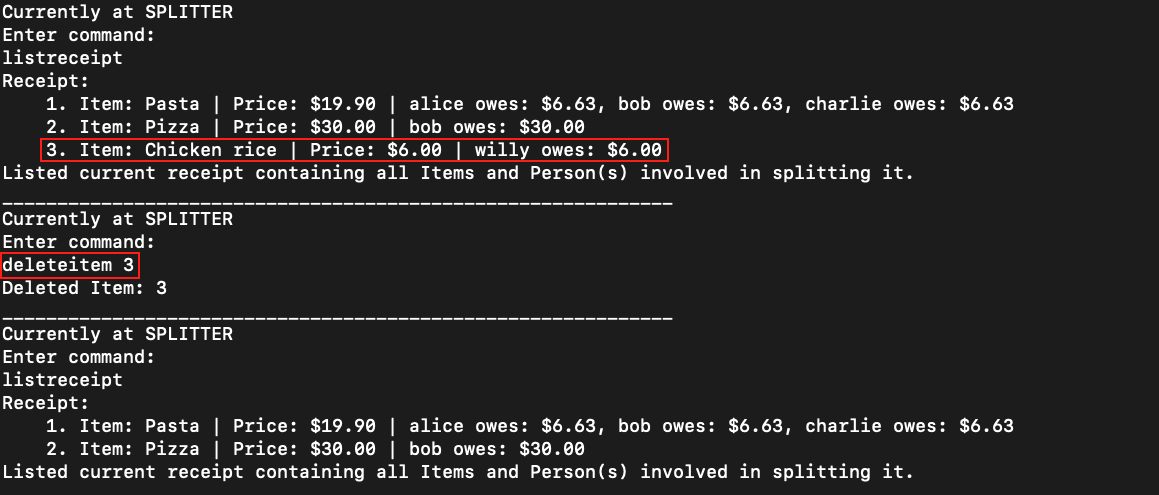 Currently at SPLITTER
Enter command:
listreceipt
Receipt:
1. Item: Pasta | Price: $19.90 | alice owes: $6.63, bob owes: $6.63, charlie owes: $6.63
2. Item: Pizza | Price: $30.00 | bob owes: $30.00
3. Item: Chicken rice | Price: $6.00 | willy owes: $6.00
Listed current receipt containing all Items and Person(s) involved in splitting it.
_____________________________________________________________
Currently at SPLITTER
Enter command:
deleteitem 3
Deleted Item: 3
_____________________________________________________________
Currently at SPLITTER
Enter command:
listreceipt
Receipt:
1. Item: Pasta | Price: $19.90 | alice owes: $6.63, bob owes: $6.63, charlie owes: $6.63
2. Item: Pizza | Price: $30.00 | bob owes: $30.00
Listed current receipt containing all Items and Person(s) involved in splitting it.